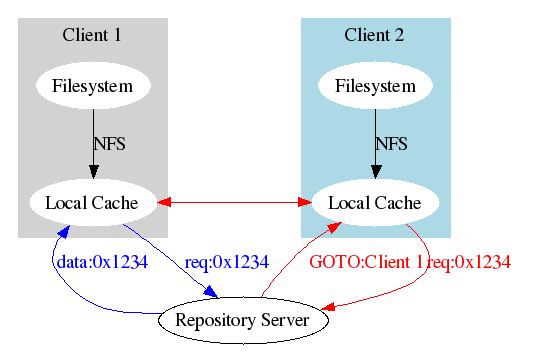 Client 1
Client 2
Filesystem
Filesystem
NFS
NFS
Local Cache
Local Cache
data:0x1234
req:0x1234
GOTO:Client 1
req:0x1234
Repository Server